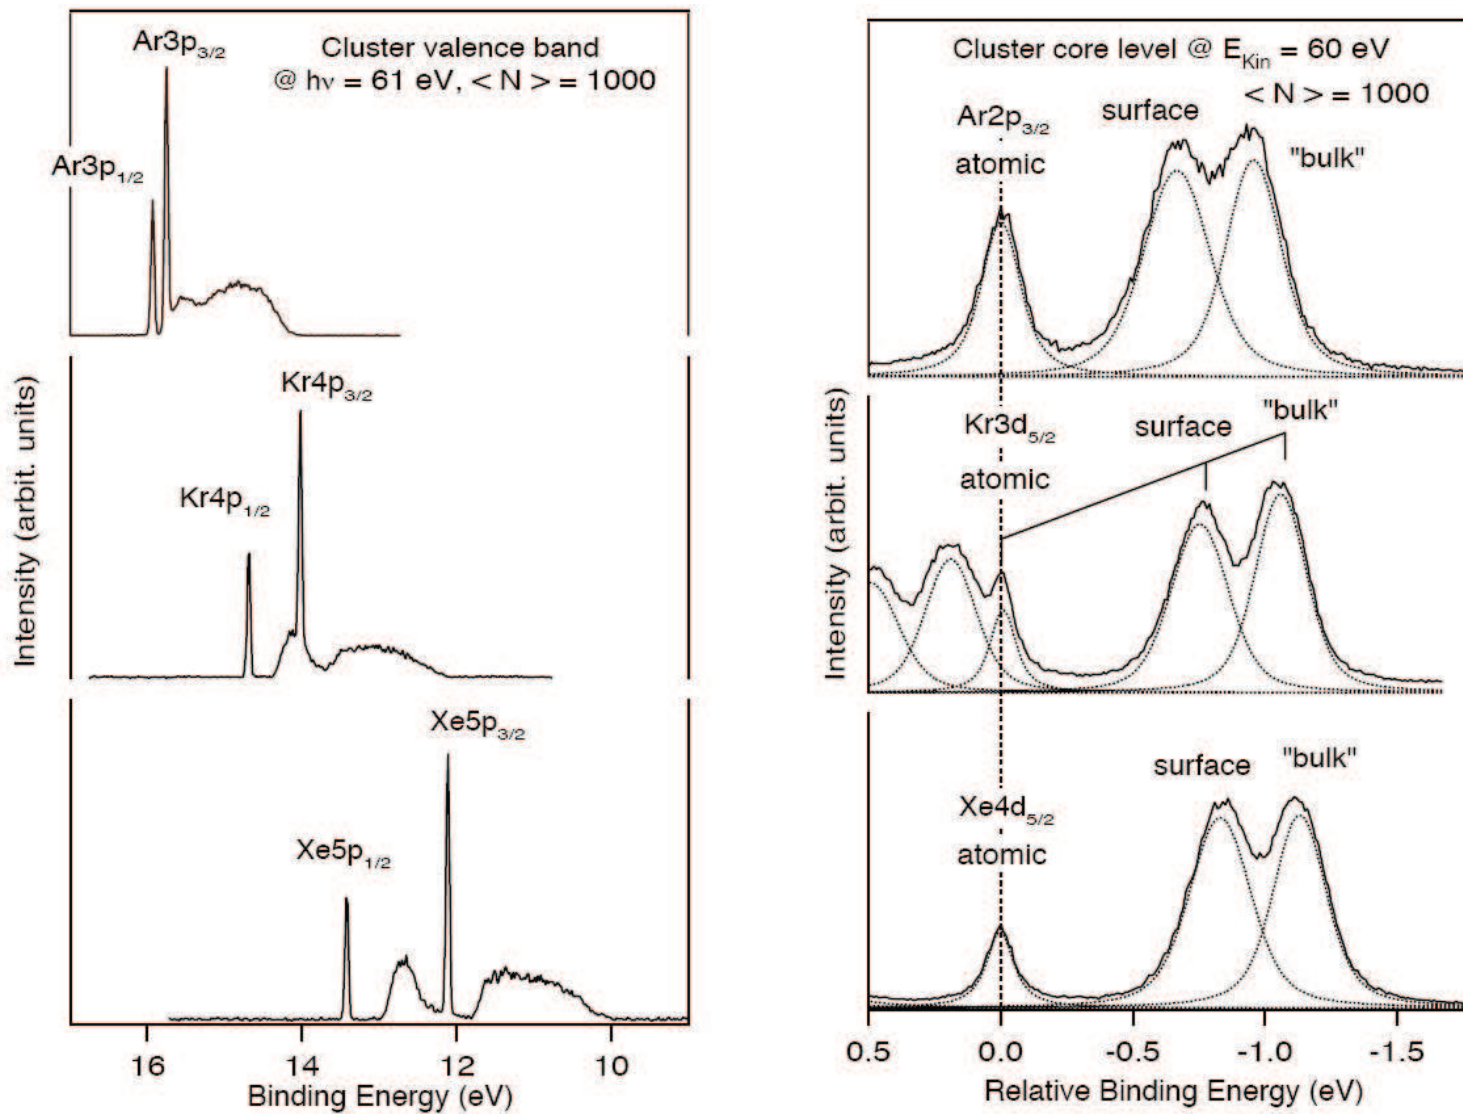 Ar3p3/2
Cluster valence band
@ hν = 61 eV, < N > = 1000
Ar3p1/2
Kr4p3/2
Kr4p1/2
Xe5p3/2
Xe5p1/2
Intensity (arbit. units)
16 14 12 10
Binding Energy (eV)
Cluster core level @ EKin = 60 eV
< N > = 1000
Ar2p3/2
atomic
surface
"bulk"
Kr3d5/2
atomic
surface
"bulk"
Xe4d5/2
atomic
surface
"bulk"
Intensity (arbit. units)
0.5 0.0 -0.5 -1.0 -1.5
Relative Binding Energy (eV)